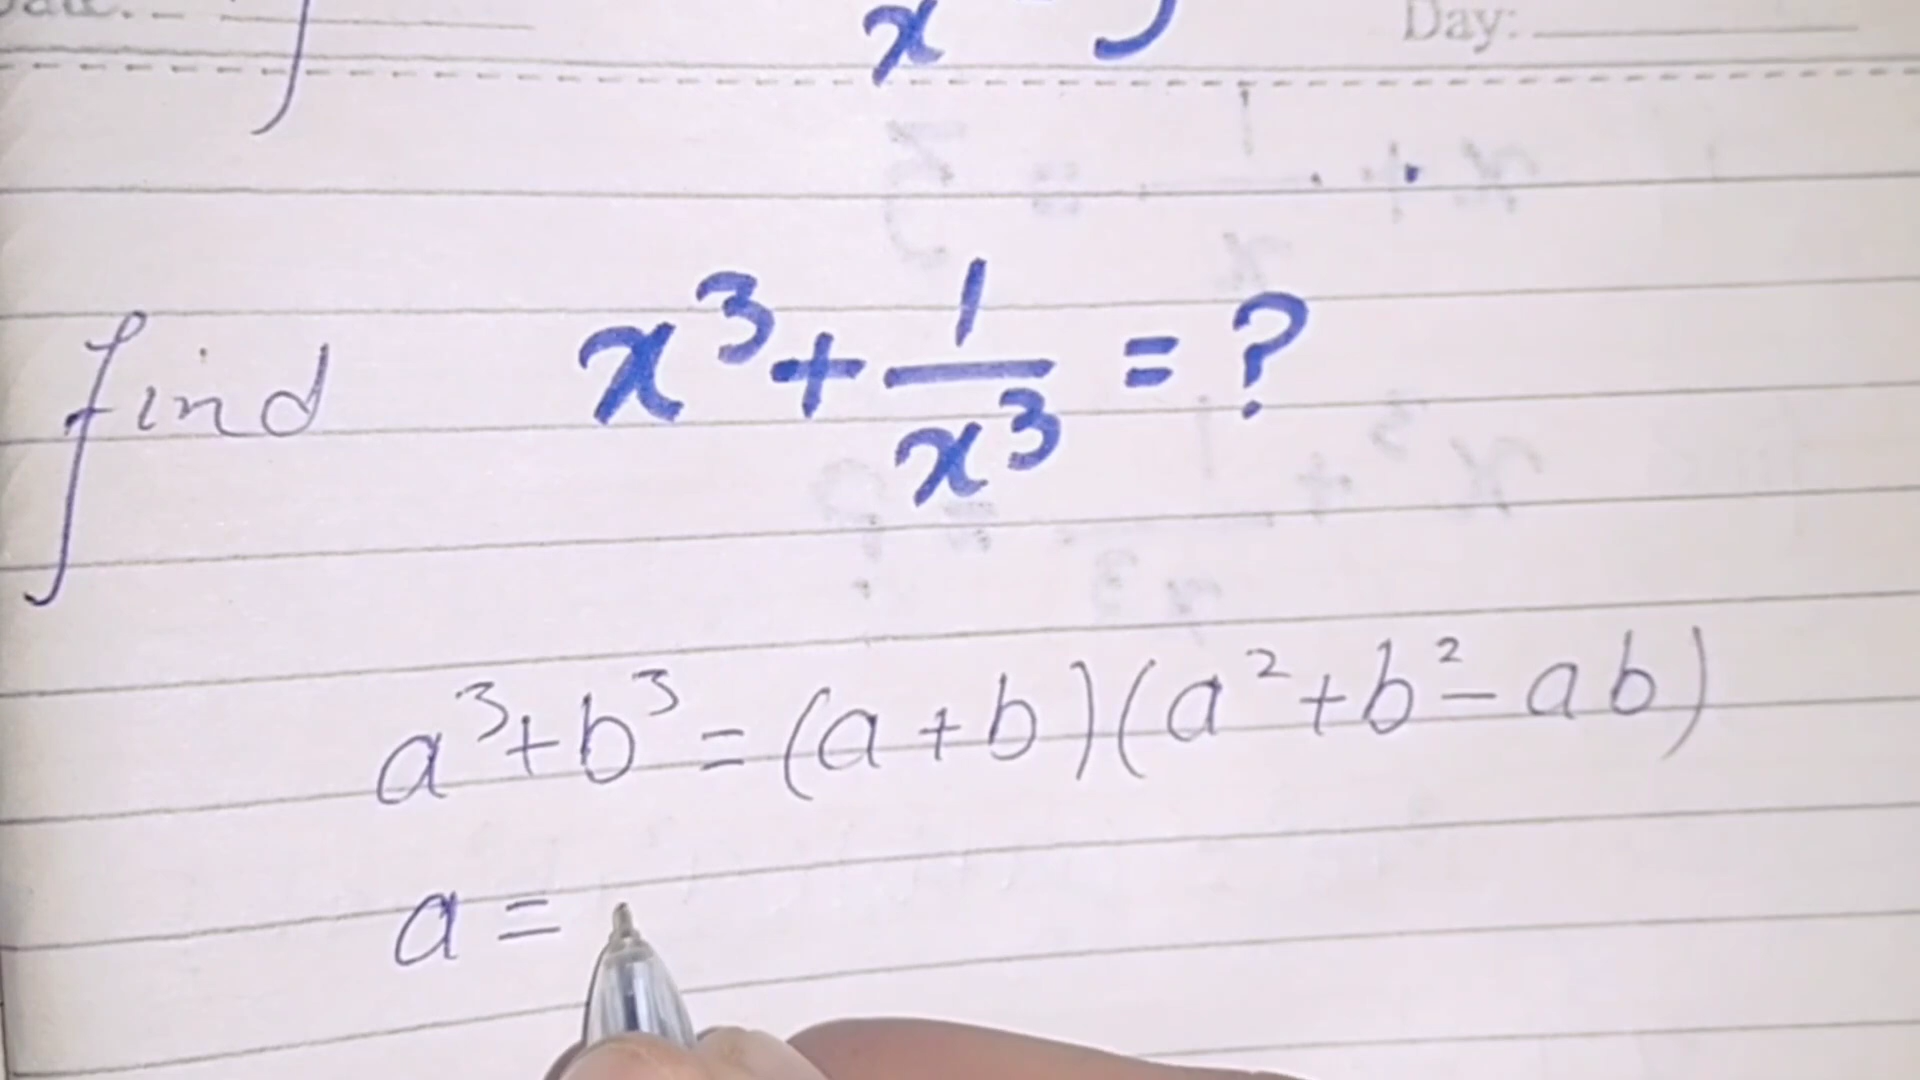 Day:
x
find x³ + 1/x³ = ?
a³+b³ = (a+b)(a²+b²-ab)
a =